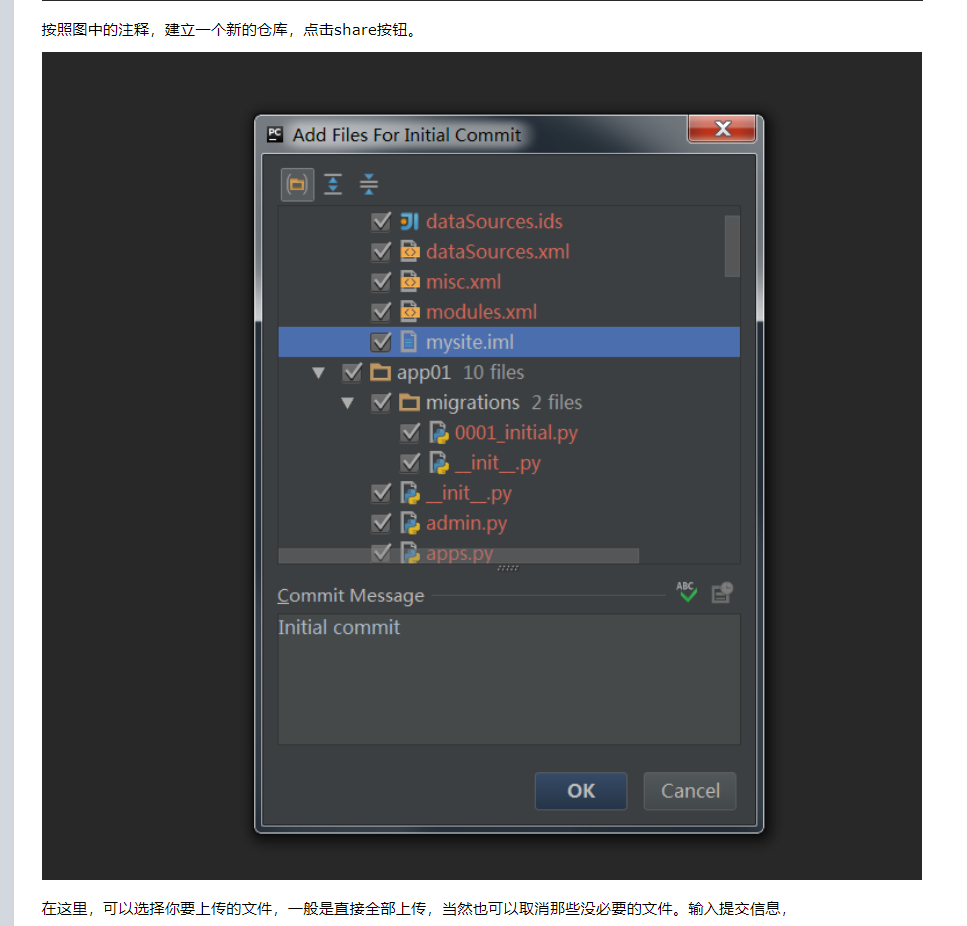 按照图中的注释，建立一个新的仓库，点击share按钮。
PC Add Files For Initial Commit
dataSources.ids
dataSources.xml
misc.xml
modules.xml
mysite.iml
app01 10 files
migrations 2 files
0001_initial.py
__init__.py
__init__.py
admin.py
apps.py
Commit Message ABC
Initial commit
OK Cancel
在这里，可以选择你要上传的文件，一般是直接全部上传，当然也可以取消那些没必要的文件。输入提交信息，